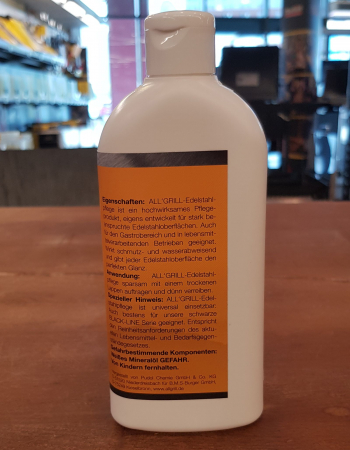 Eigenschaften: ALL'GRILL-Edelstahl-
pflege ist ein hochwirksames Pflege-
produkt, eigens entwickelt für stark be-
anspruchte Edelstahloberflächen. Auch
für den Gastrobereich und in lebensmit-
telverarbeitenden Betrieben geeignet.
Wirkt schmutz- und wasserabweisend
und gibt jeder Edelstahloberfläche den
perfekten Glanz.
Anwendung: ALL'GRILL-Edelstahl-
pflege sparsam mit einem trockenen
Lappen auftragen und dünn verreiben.
Spezieller Hinweis: ALL'GRILL-Edel-
stahlpflege ist universal einsetzbar.
Auch bestens für unsere schwarze
BLACK-LINE Serie geeignet. Entspricht
den Reinheitsanforderungen des aktu-
ellen Lebensmittel- und Bedarfsgegen-
ständegesetzes.
Gefahrbestimmende Komponenten:
Weißes Mineralöl GEFAHR.
Von Kindern fernhalten.